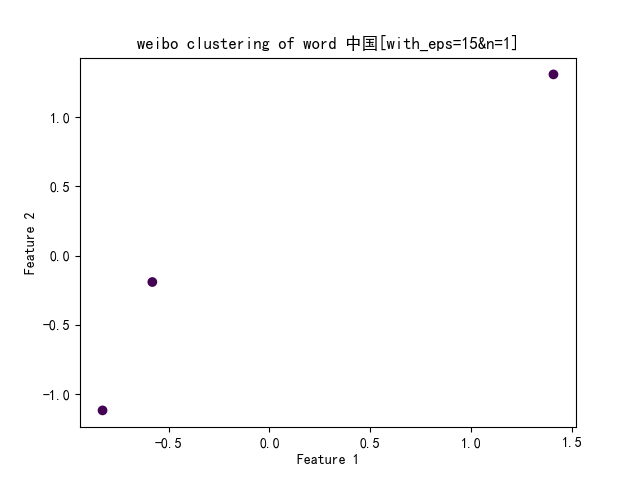 weibo clustering of word 中国[with_eps=15&n=1]
1.0
0.5
0.0
-0.5
-1.0
Feature 2
-0.5 0.0 0.5 1.0 1.5
Feature 1